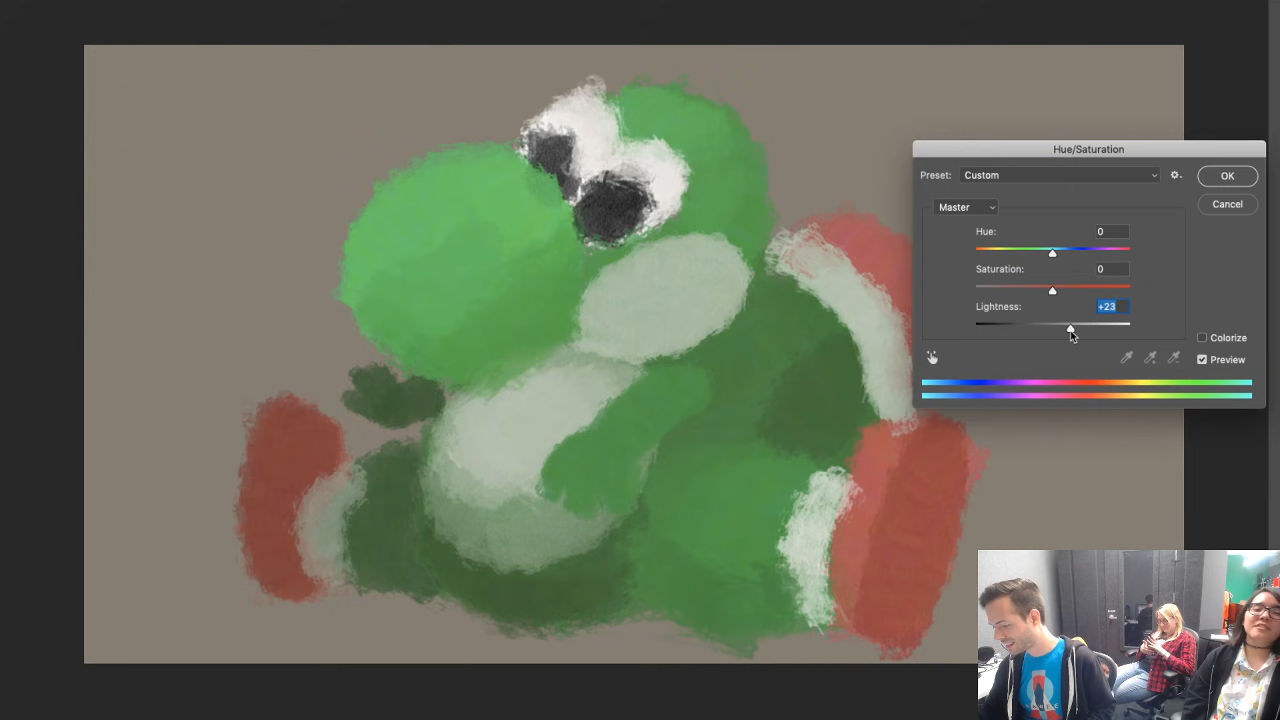 Hue/Saturation
Preset: Custom
OK
Master
Cancel
Hue: 0
Saturation: 0
Lightness: +23
Colorize
Preview